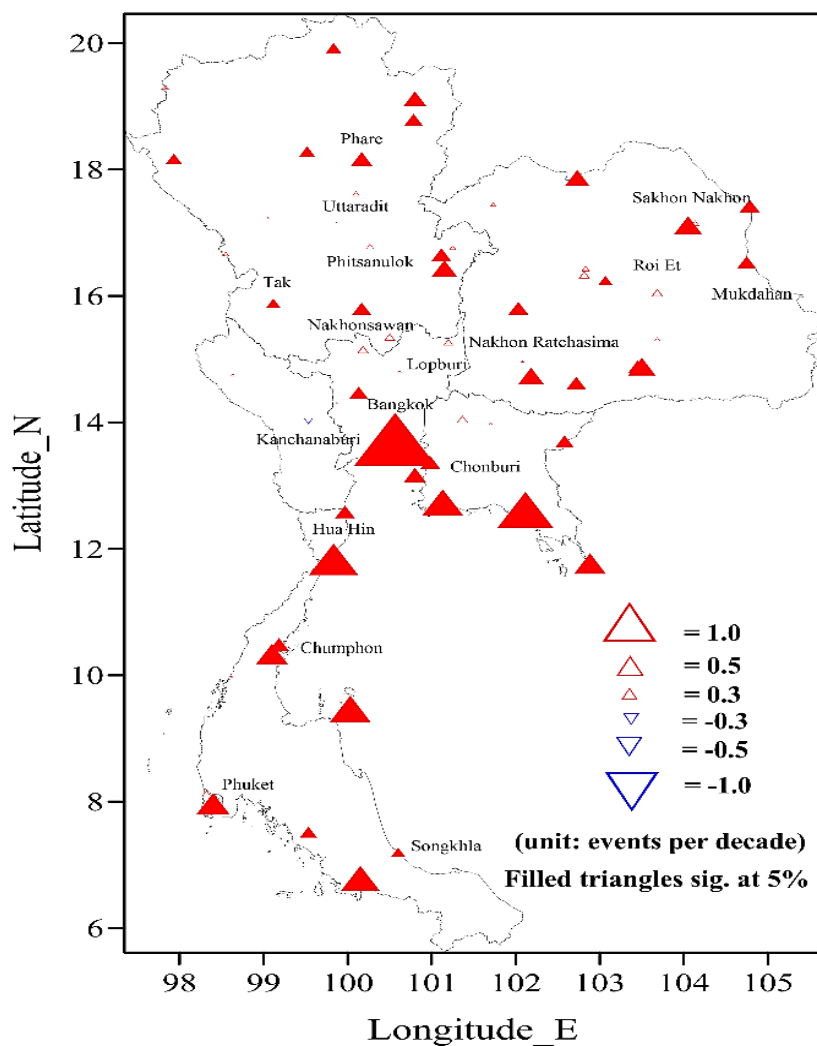 20
Phare
18
Sakhon Nakhon
Uttaradit
Phitsanulok
Roi Et
Tak
Mukdahan
16
Nakhonsawan
Nakhon Ratchasima
Lopburi
Bangkok
14
Kanchanaburi
Chonburi
Hua Hin
12
= 1.0
Chumphon
= 0.5
10
= 0.3
= -0.3
= -0.5
Phuket
= -1.0
8
Songkhla
(unit: events per decade)
Filled triangles sig. at 5%
6
Latitude_N
98 99 100 101 102 103 104 105
Longitude_E